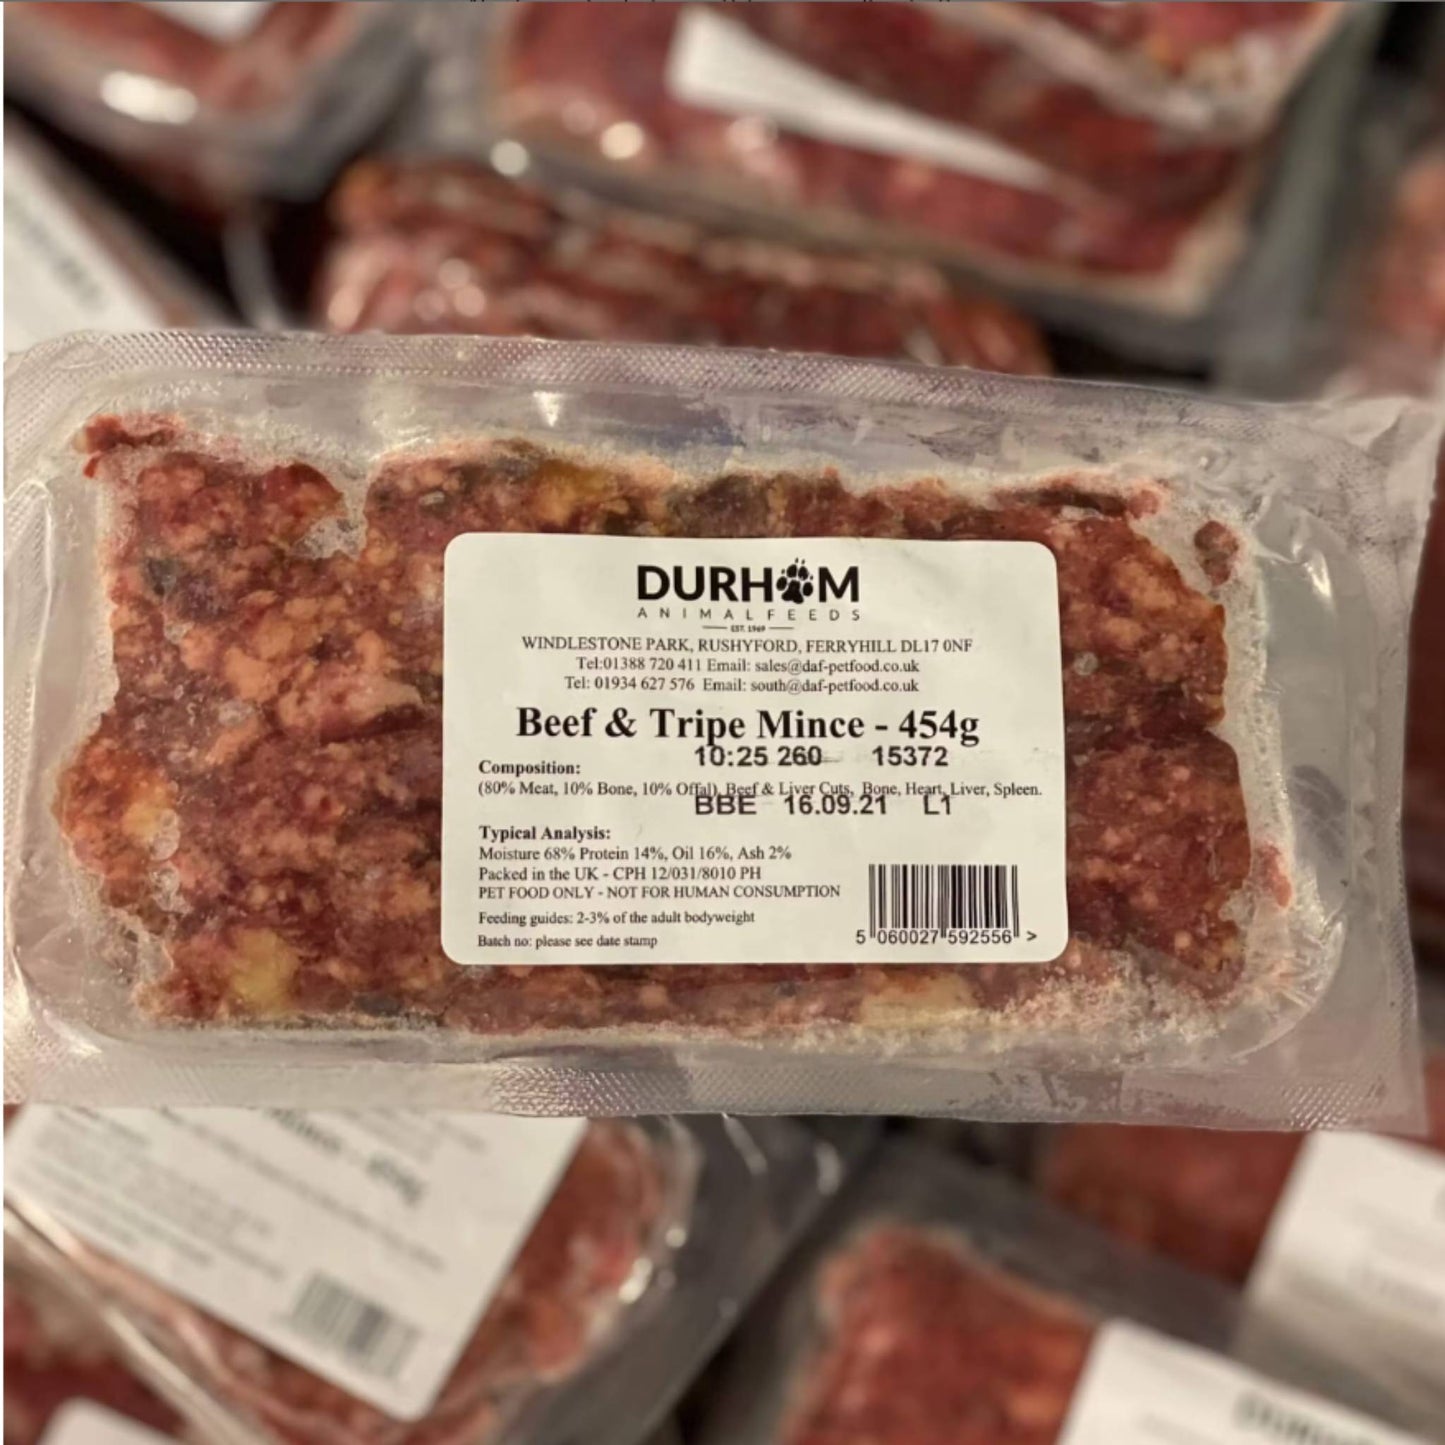 DURHAM
ANIMALFEEDS
EST. 1969
WINDLESTONE PARK, RUSHYFORD, FERRYHILL DL17 0NF
Tel:01388 720 411 Email: sales@daf-petfood.co.uk
Tel: 01934 627 576 Email: south@daf-petfood.co.uk
Beef & Tripe Mince - 454g
10:25 260 15372
Composition:
(80% Meat, 10% Bone, 10% Offal), Beef & Liver Cuts, Bone, Heart, Liver, Spleen.
BBE 16.09.21 L1
Typical Analysis:
Moisture 68% Protein 14%, Oil 16%, Ash 2%
Packed in the UK - CPH 12/031/8010 PH
PET FOOD ONLY - NOT FOR HUMAN CONSUMPTION
Feeding guides: 2-3% of the adult bodyweight
Batch no: please see date stamp
5 060027 592556 >